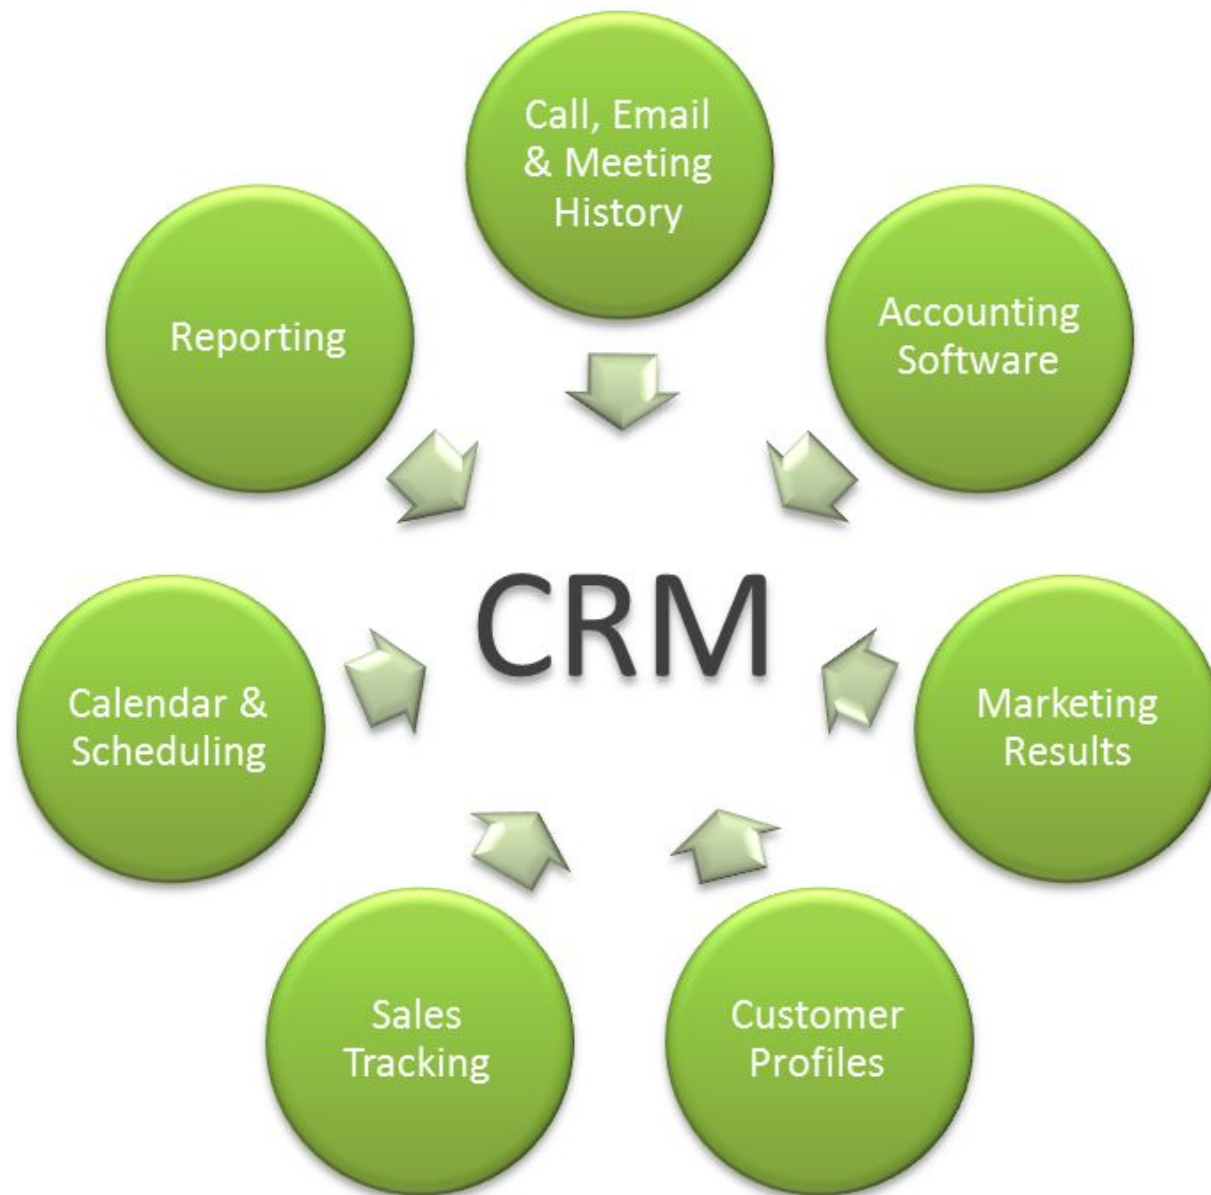 Call, Email
& Meeting
History
Accounting
Software
Marketing
Results
Customer
Profiles
Sales
Tracking
Calendar &
Scheduling
Reporting
CRM